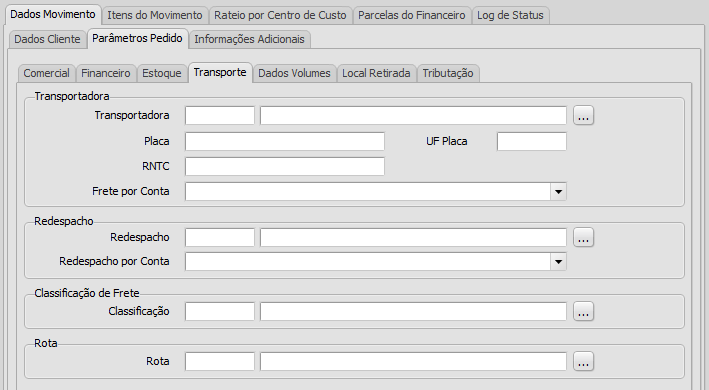 Dados Movimento Itens do Movimento Rateio por Centro de Custo Parcelas do Financeiro Log de Status
Dados Cliente Parâmetros Pedido Informações Adicionais
Comercial Financeiro Estoque Transporte Dados Volumes Local Retirada Tributação
Transportadora
Transportadora ...
Placa UF Placa
RNTC
Frete por Conta
Redespacho
Redespacho ...
Redespacho por Conta
Classificação de Frete
Classificação ...
Rota
Rota ...